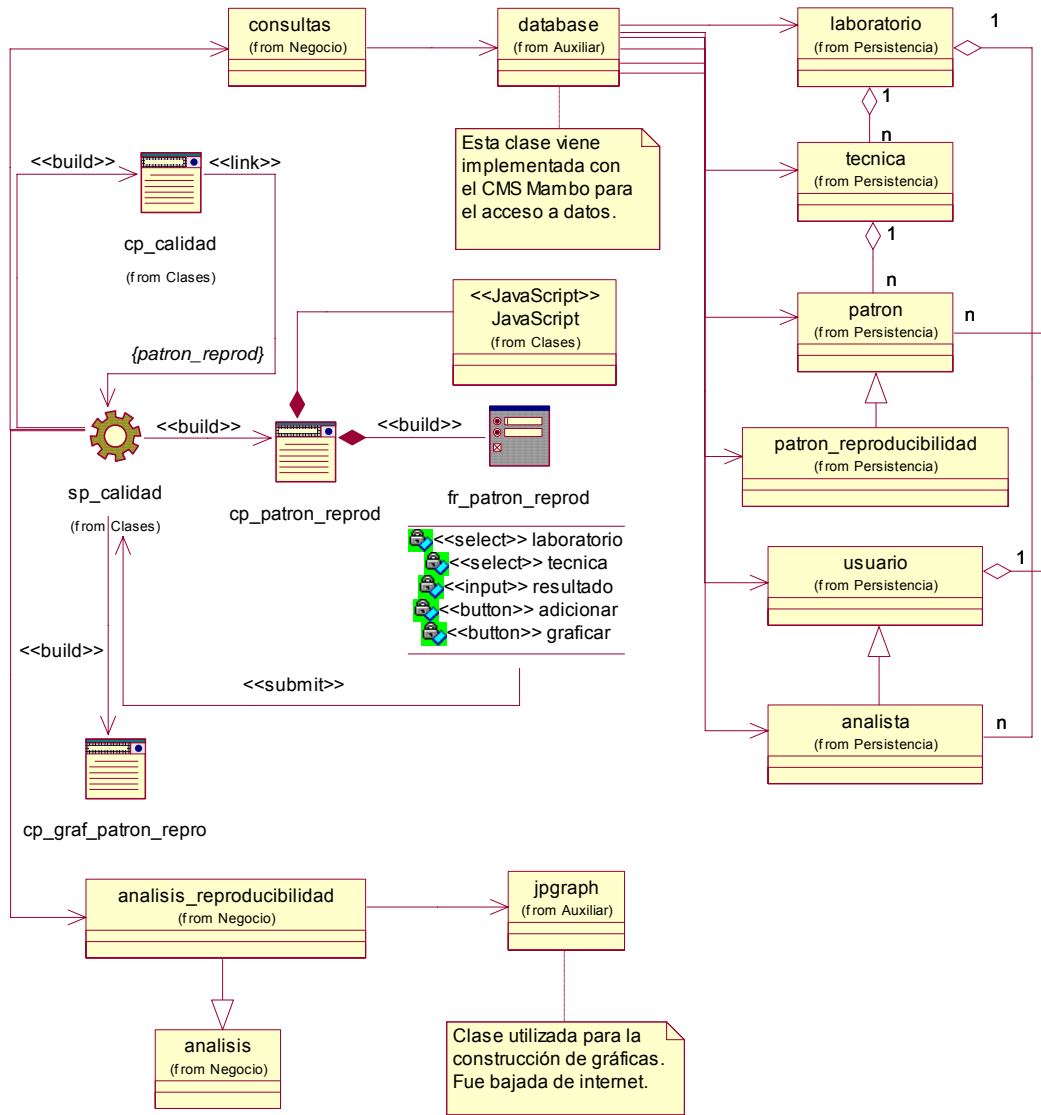 consultas
(from Negocio)
database
(from Auxiliar)
laboratorio
(from Persistencia)
1
1
n
Esta clase viene
implementada con
el CMS Mambo para
el acceso a datos.
tecnica
(from Persistencia)
1
n
<<build>>
<<link>>
cp_calidad
(from Clases)
{patron_reprod}
<<JavaScript>>
JavaScript
(from Clases)
patron
(from Persistencia)
n
<<build>>
<<build>>
sp_calidad
(from Clases)
cp_patron_reprod
fr_patron_reprod
patron_reproducibilidad
(from Persistencia)
<<select>> laboratorio
<<select>> tecnica
<<input>> resultado
<<button>> adicionar
<<button>> graficar
usuario
(from Persistencia)
1
<<build>>
<<submit>>
analista
(from Persistencia)
n
cp_graf_patron_repro
analisis_reproducibilidad
(from Negocio)
jpgraph
(from Auxiliar)
analisis
(from Negocio)
Clase utilizada para la
construcción de gráficas.
Fue bajada de internet.